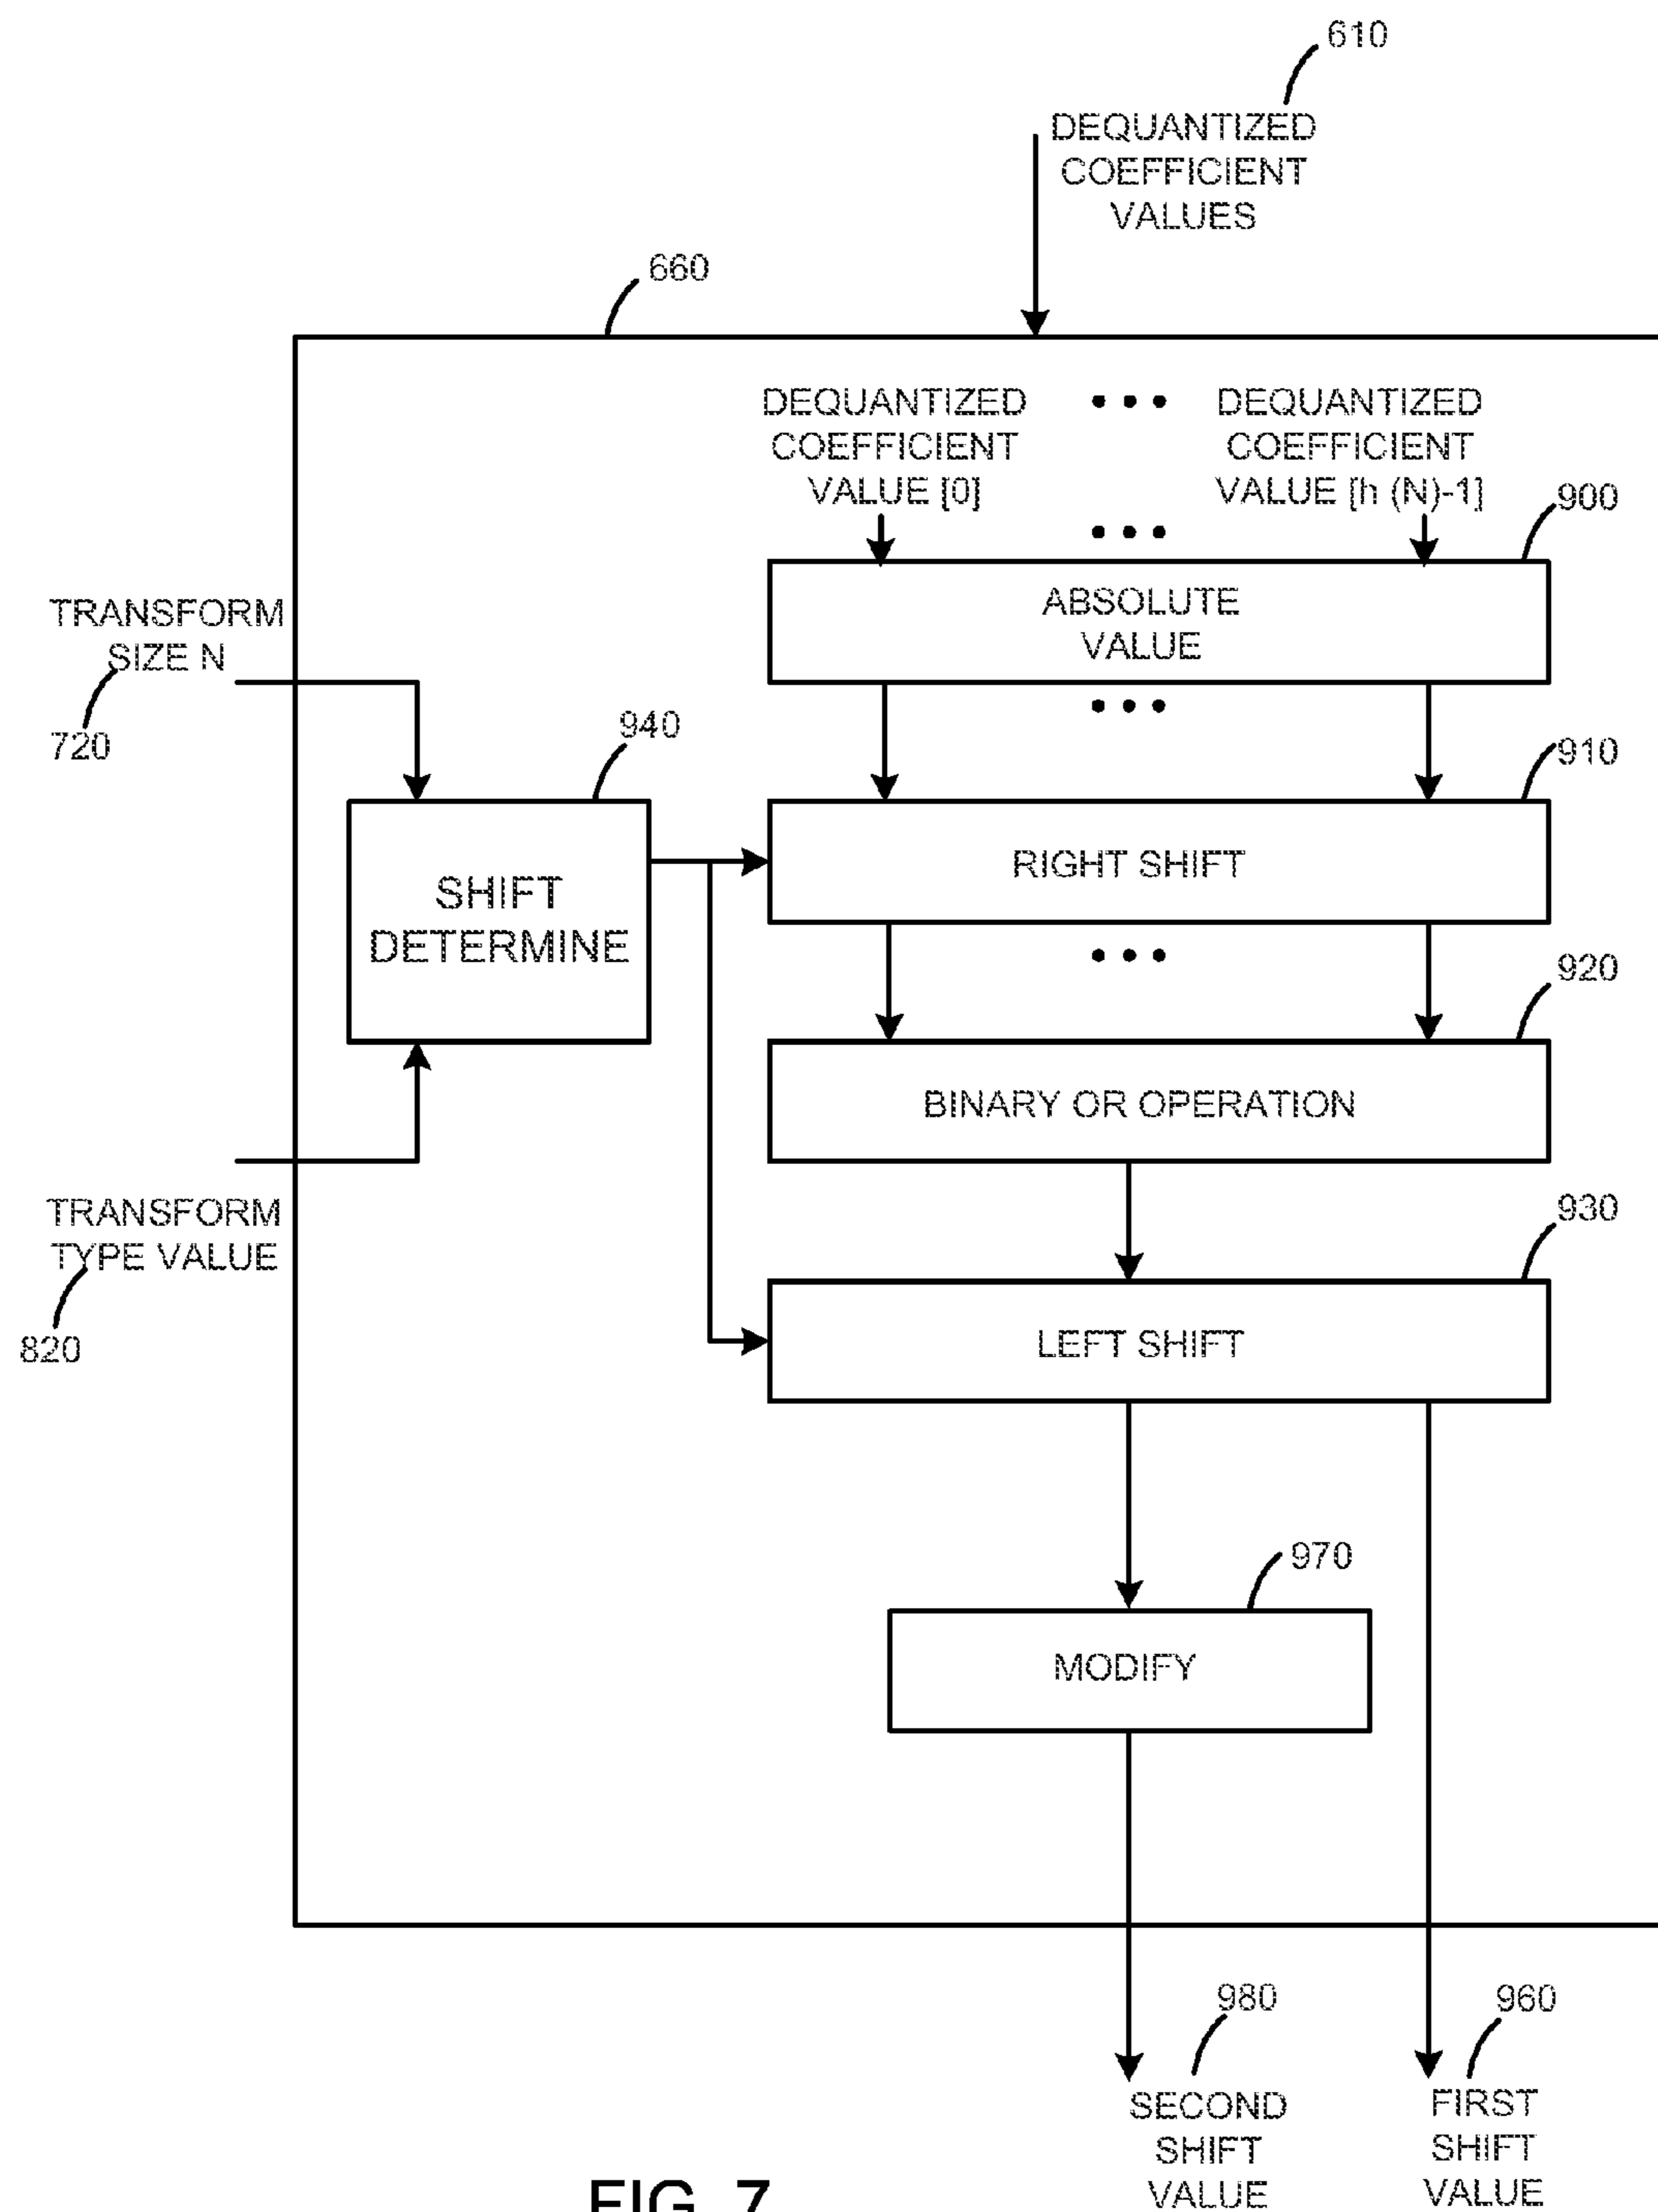 610
DEQUANTIZED
COEFFICIENT
VALUES
660
DEQUANTIZED
COEFFICIENT
VALUE [0]
DEQUANTIZED
COEFFICIENT
VALUE [h (N)-1]
900
ABSOLUTE
VALUE
TRANSFORM
SIZE N
720
940
910
SHIFT
DETERMINE
RIGHT SHIFT
920
BINARY OR OPERATION
TRANSFORM
TYPE VALUE
820
930
LEFT SHIFT
970
MODIFY
980
960
SECOND
SHIFT
VALUE
FIRST
SHIFT
VALUE
FIG. 7